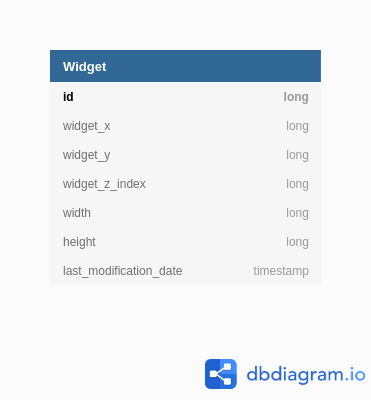 Widget
id long
widget_x long
widget_y long
widget_z_index long
width long
height long
last_modification_date timestamp
dbdiagram.io